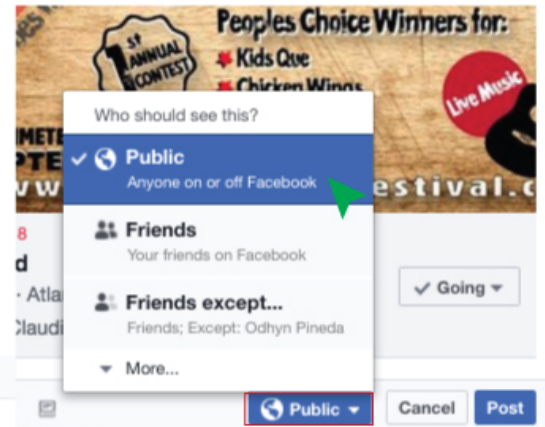 Peoples Choice Winners for:
1st ANNUAL CONTEST
Kids Que
Chicken Wings
Live Music
Who should see this?
Public
Anyone on or off Facebook
estival.c
Friends
Your friends on Facebook
8
d
· Atla
Going
Friends except...
Friends; Except: Odhyn Pineda
Claudi
More...
Public
Cancel
Post